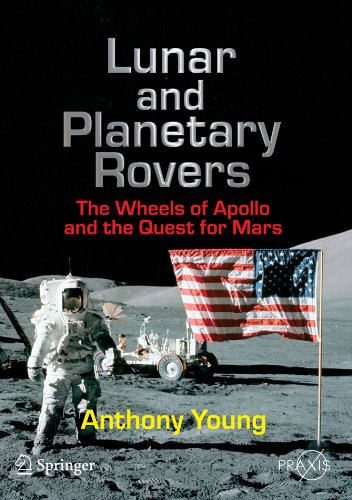 Lunar
and
Planetary
Rovers
The Wheels of Apollo
and the Quest for Mars
Anthony Young
Springer
PRAXIS